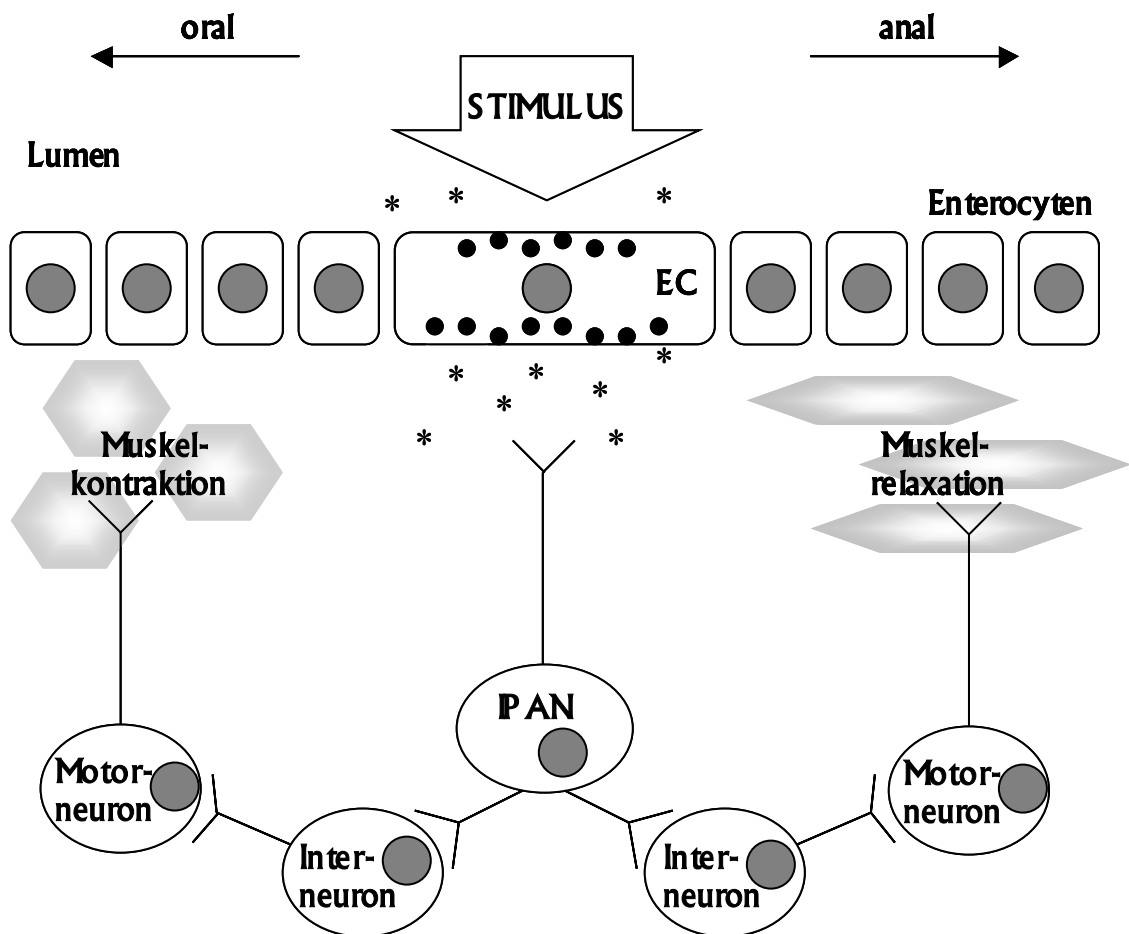 oral
anal
STIMULUS
Lumen
Enterocyten
*
*
*
EC
*
*
*
*
*
*
*
Muskel-
kontraktion
Muskel-
relaxation
IPAN
Motor-
neuron
Motor-
neuron
Inter-
neuron
Inter-
neuron